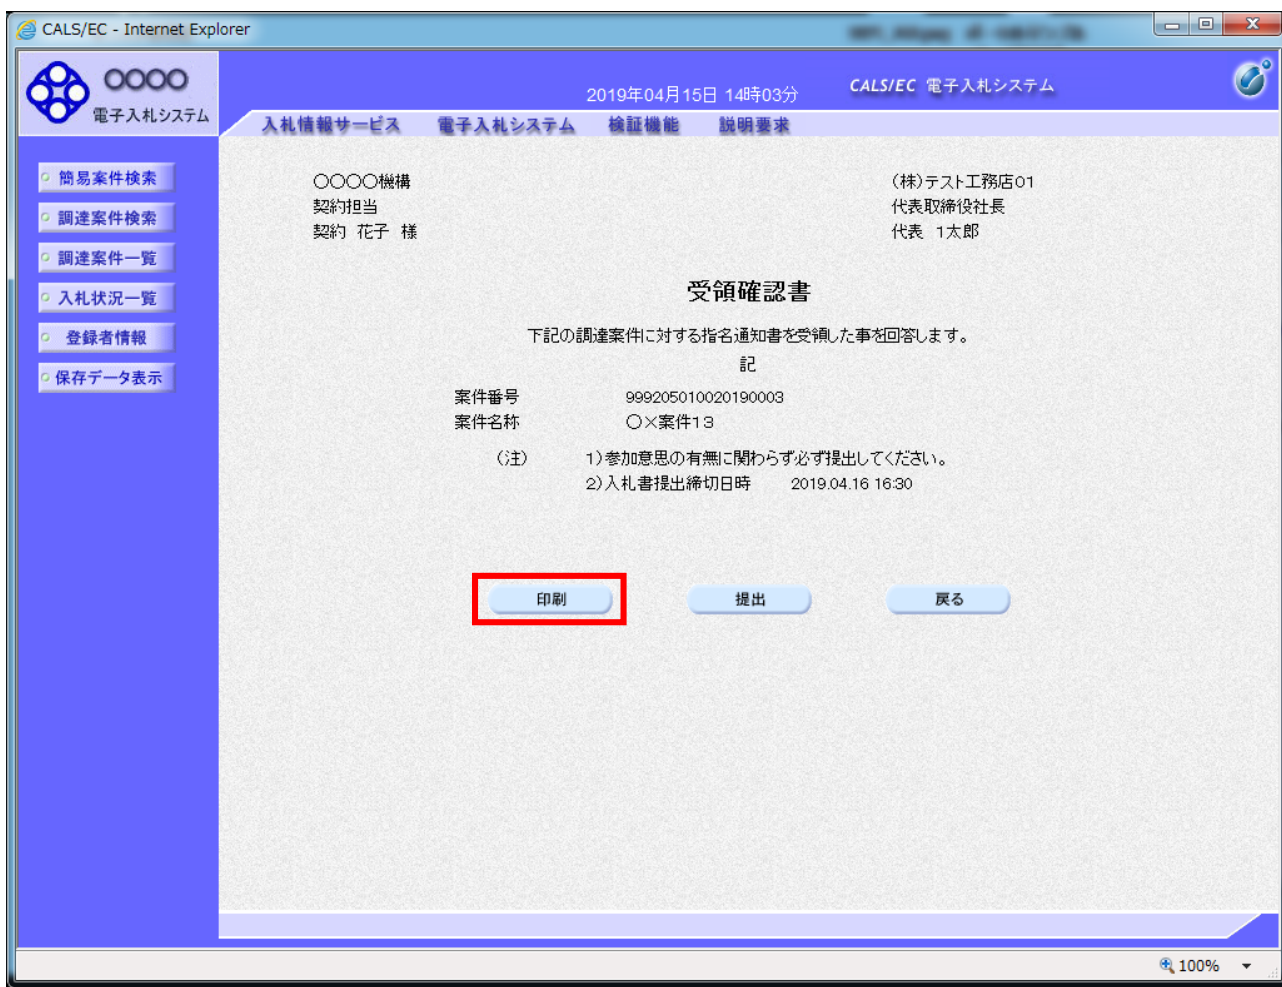 CALS/EC - Internet Explorer
〇〇〇〇
電子入札システム
2019年04月15日 14時03分
CALS/EC 電子入札システム
入札情報サービス 電子入札システム 検証機能 説明要求
簡易案件検索
調達案件検索
調達案件一覧
入札状況一覧
登録者情報
保存データ表示
〇〇〇〇機構
契約担当
契約 花子 様
(株)テスト工務店01
代表取締役社長
代表 1太郎
受領確認書
下記の調達案件に対する指名通知書を受領した事を回答します。
記
案件番号 999205010020190003
案件名称 〇×案件13
(注) 1)参加意思の有無に関わらず必ず提出してください。
2)入札書提出締切日時 2019.04.16 16:30
印刷 提出 戻る
100%